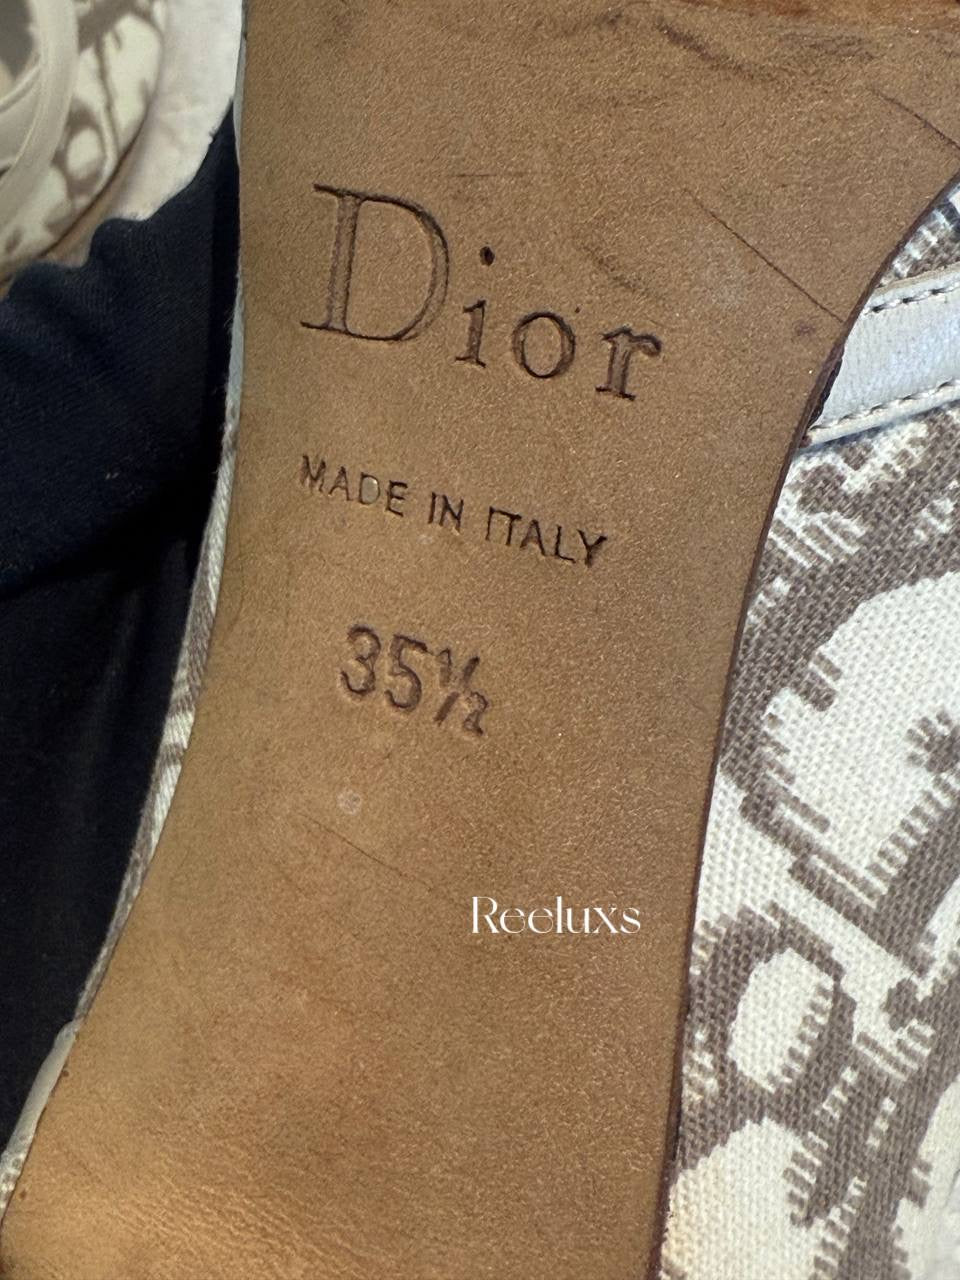 Dior
MADE IN ITALY
35½
Reeluxs